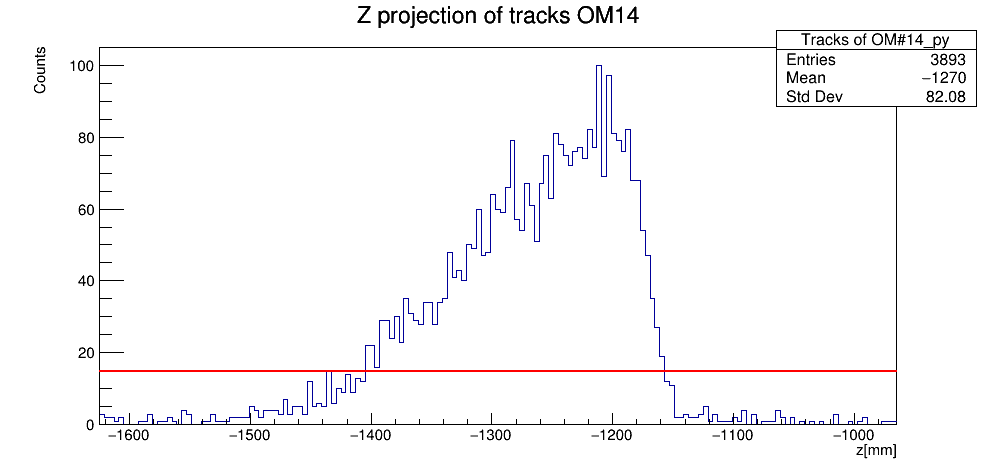 Z projection of tracks OM14
Tracks of OM#14_py
Entries 3893
Mean −1270
Std Dev 82.08
Counts
100
80
60
40
20
0
−1600 −1500 −1400 −1300 −1200 −1100 −1000
z[mm]